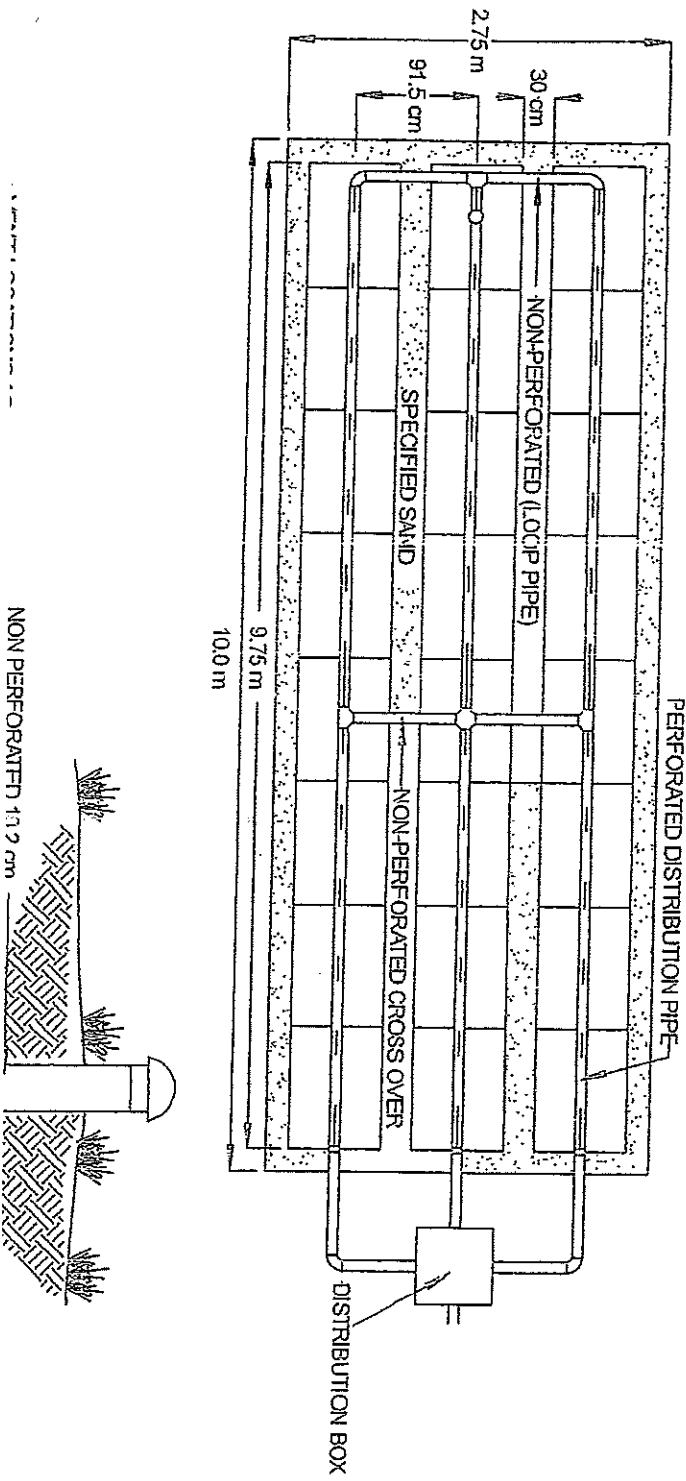 PERFORATED DISTRIBUTION PIPE
2.75 m
30 cm
91.5 cm
NON-PERFORATED (LOOP PIPE)
SPECIFIED SAND
NON-PERFORATED CROSS OVER
9.75 m
10.0 m
DISTRIBUTION BOX
NON PERFORATED 10.2 cm